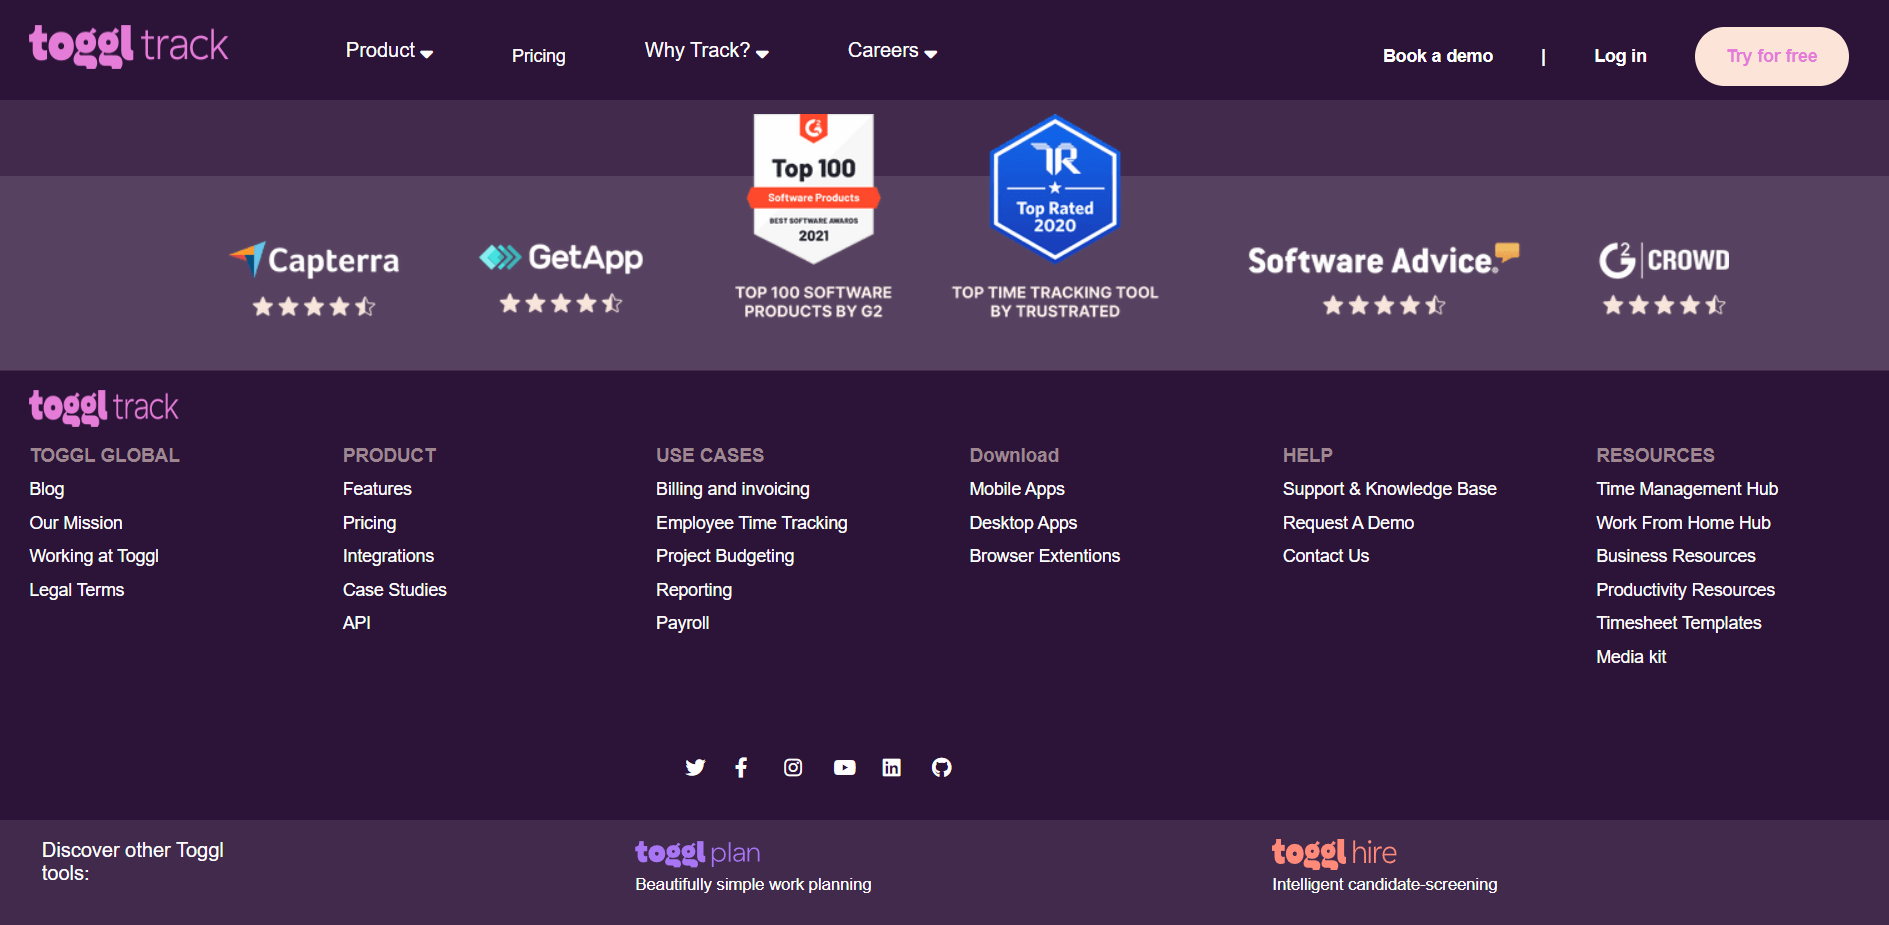 toggl track
Product
Pricing
Why Track?
Careers
Book a demo
|
Log in
Try for free
Top 100
Software Products
BEST SOFTWARE AWARDS
2021
TOP 100 SOFTWARE
PRODUCTS BY G2
TR
Top Rated
2020
TOP TIME TRACKING TOOL
BY TRUSTRATED
Capterra
GetApp
Software Advice.
G2 | CROWD
toggl track
TOGGL GLOBAL
Blog
Our Mission
Working at Toggl
Legal Terms
PRODUCT
Features
Pricing
Integrations
Case Studies
API
USE CASES
Billing and invoicing
Employee Time Tracking
Project Budgeting
Reporting
Payroll
Download
Mobile Apps
Desktop Apps
Browser Extentions
HELP
Support & Knowledge Base
Request A Demo
Contact Us
RESOURCES
Time Management Hub
Work From Home Hub
Business Resources
Productivity Resources
Timesheet Templates
Media kit
Discover other Toggl
tools:
toggl plan
Beautifully simple work planning
toggl hire
Intelligent candidate-screening